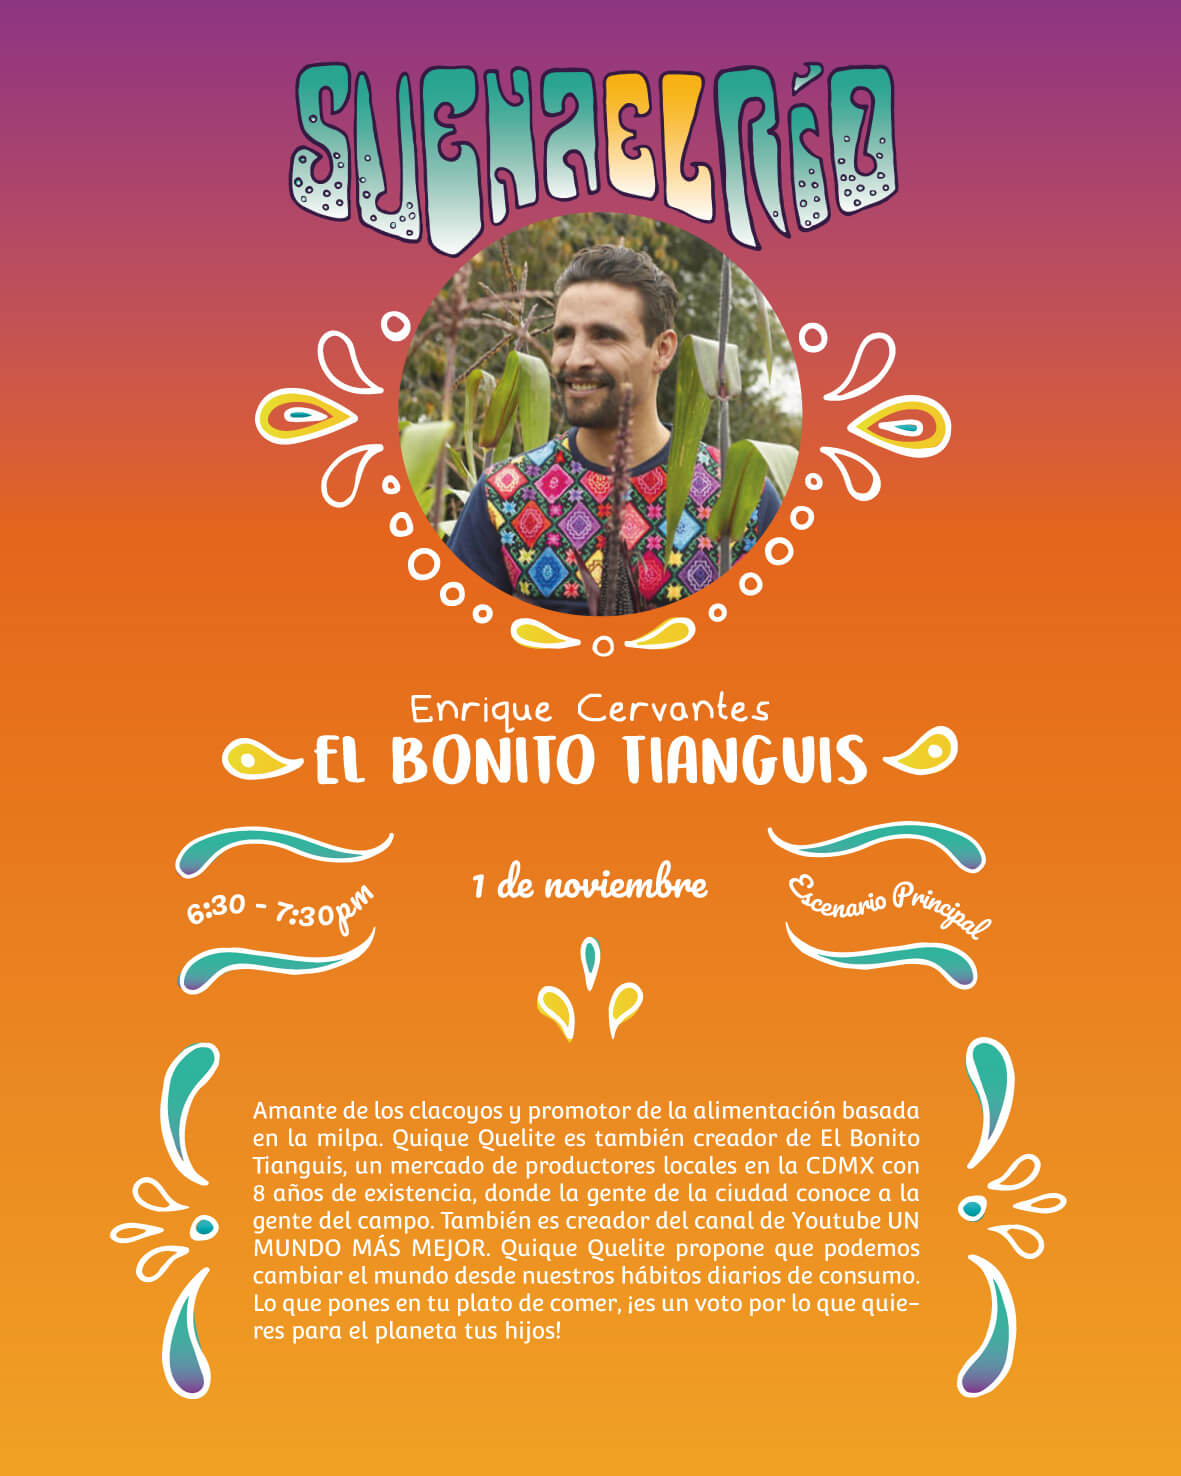 SUENA EL RÍO
Enrique Cervantes
EL BONITO TIANGUIS
6:30 - 7:30pm
1 de noviembre
Escenario Principal
Amante de los clacoyos y promotor de la alimentación basada
en la milpa. Quique Quelite es también creador de El Bonito
Tianguis, un mercado de productores locales en la CDMX con
8 años de existencia, donde la gente de la ciudad conoce a la
gente del campo. También es creador del canal de Youtube UN
MUNDO MÁS MEJOR. Quique Quelite propone que podemos
cambiar el mundo desde nuestros hábitos diarios de consumo.
Lo que pones en tu plato de comer, ¡es un voto por lo que quie-
res para el planeta tus hijos!